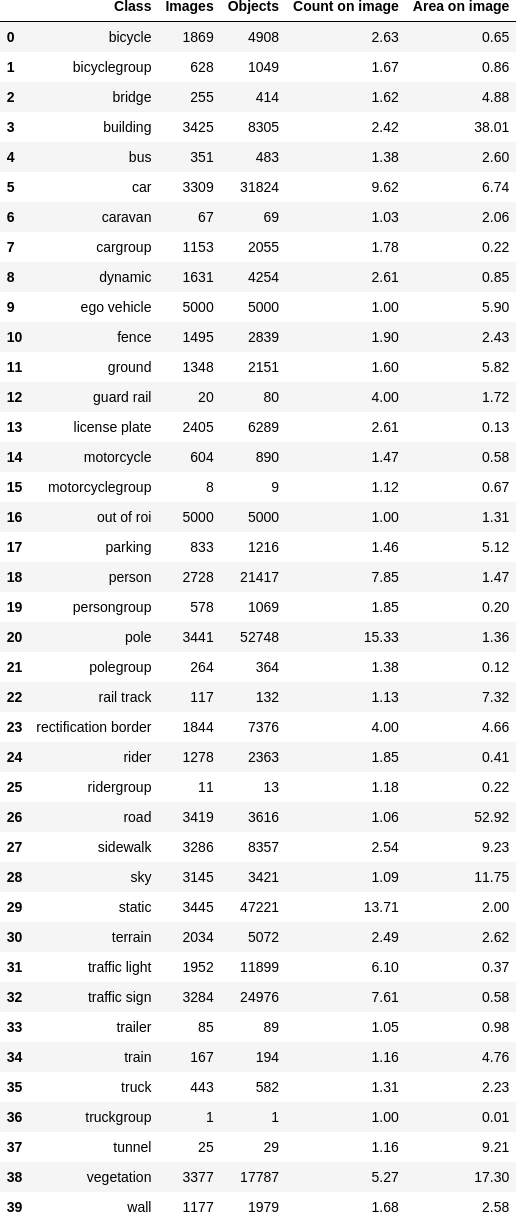 Class Images Objects Count on image Area on image
0 bicycle 1869 4908 2.63 0.65
1 bicyclegroup 628 1049 1.67 0.86
2 bridge 255 414 1.62 4.88
3 building 3425 8305 2.42 38.01
4 bus 351 483 1.38 2.60
5 car 3309 31824 9.62 6.74
6 caravan 67 69 1.03 2.06
7 cargroup 1153 2055 1.78 0.22
8 dynamic 1631 4254 2.61 0.85
9 ego vehicle 5000 5000 1.00 5.90
10 fence 1495 2839 1.90 2.43
11 ground 1348 2151 1.60 5.82
12 guard rail 20 80 4.00 1.72
13 license plate 2405 6289 2.61 0.13
14 motorcycle 604 890 1.47 0.58
15 motorcyclegroup 8 9 1.12 0.67
16 out of roi 5000 5000 1.00 1.31
17 parking 833 1216 1.46 5.12
18 person 2728 21417 7.85 1.47
19 persongroup 578 1069 1.85 0.20
20 pole 3441 52748 15.33 1.36
21 polegroup 264 364 1.38 0.12
22 rail track 117 132 1.13 7.32
23 rectification border 1844 7376 4.00 4.66
24 rider 1278 2363 1.85 0.41
25 ridergroup 11 13 1.18 0.22
26 road 3419 3616 1.06 52.92
27 sidewalk 3286 8357 2.54 9.23
28 sky 3145 3421 1.09 11.75
29 static 3445 47221 13.71 2.00
30 terrain 2034 5072 2.49 2.62
31 traffic light 1952 11899 6.10 0.37
32 traffic sign 3284 24976 7.61 0.58
33 trailer 85 89 1.05 0.98
34 train 167 194 1.16 4.76
35 truck 443 582 1.31 2.23
36 truckgroup 1 1 1.00 0.01
37 tunnel 25 29 1.16 9.21
38 vegetation 3377 17787 5.27 17.30
39 wall 1177 1979 1.68 2.58